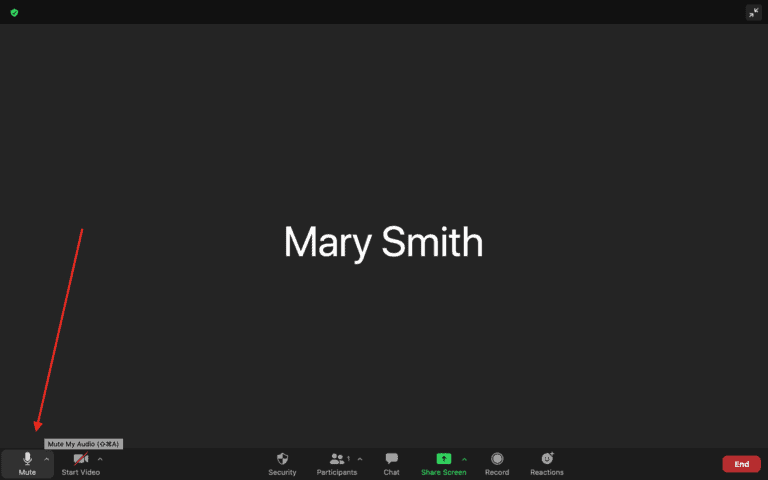 Mary Smith
Mute My Audio (⇧⌘A)
1
Mute
Start Video
Security
Participants
Chat
Share Screen
Record
Reactions
End